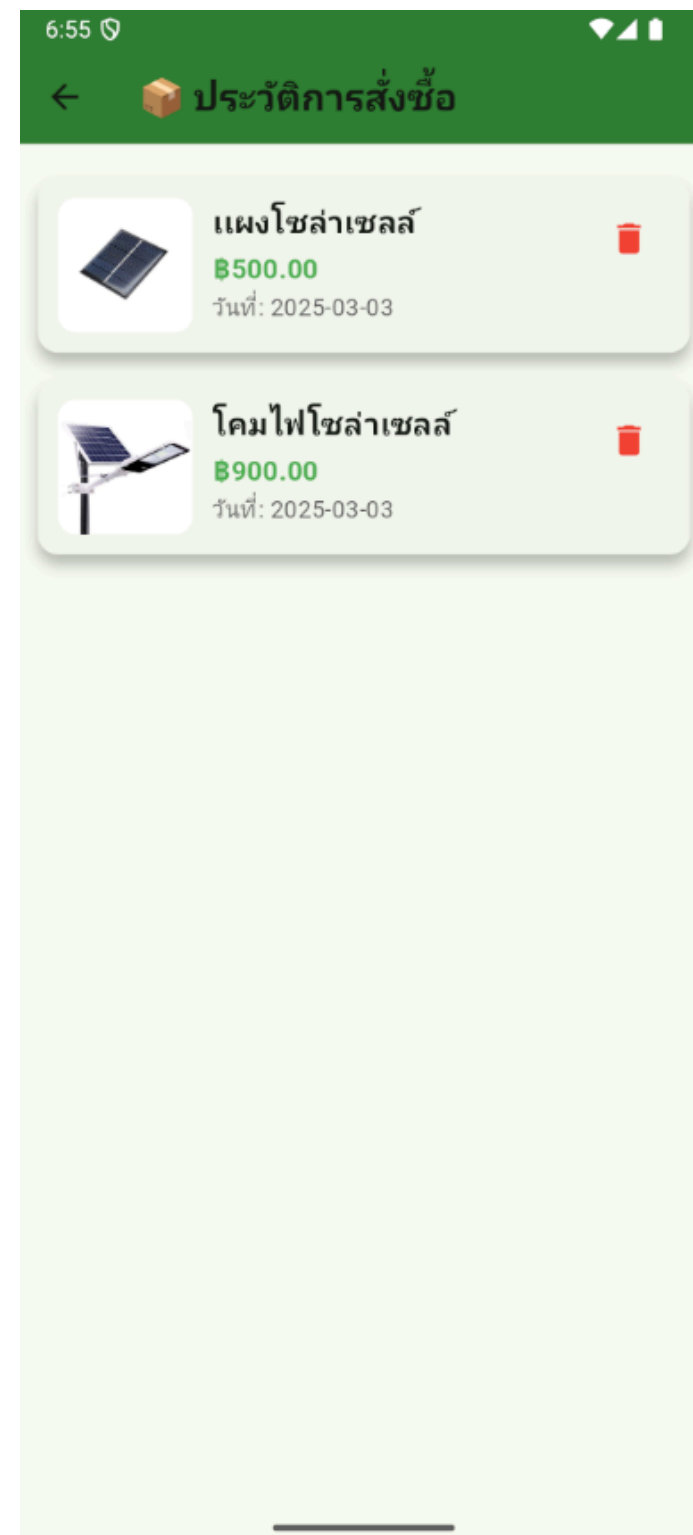 6:55
📦 ประวัติการสั่งซื้อ
แผงโซล่าเซลล์
฿500.00
วันที่: 2025-03-03
โคมไฟโซล่าเซลล์
฿900.00
วันที่: 2025-03-03